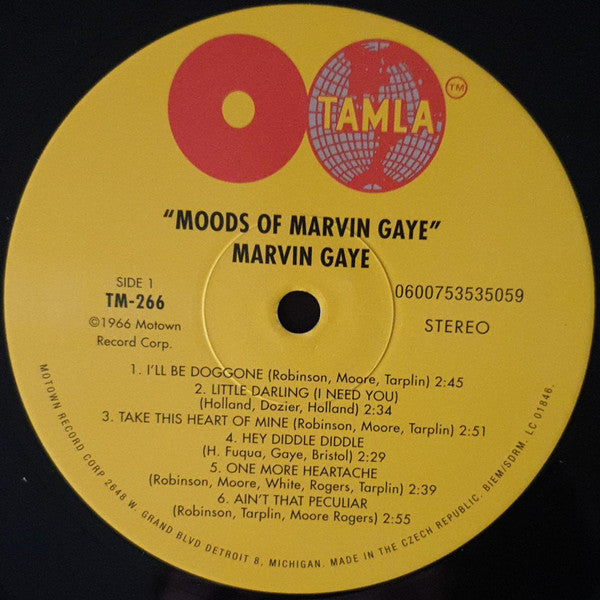 TAMLA
TM
"MOODS OF MARVIN GAYE"
MARVIN GAYE
SIDE 1
TM-266
©1966 Motown
Record Corp.
0600753535059
STEREO
1. I'LL BE DOGGONE (Robinson, Moore, Tarplin) 2:45
2. LITTLE DARLING (I NEED YOU)
(Holland, Dozier, Holland) 2:34
3. TAKE THIS HEART OF MINE (Robinson, Moore, Tarplin) 2:51
4. HEY DIDDLE DIDDLE
(H. Fuqua, Gaye, Bristol) 2:29
5. ONE MORE HEARTACHE
(Robinson, Moore, White, Rogers, Tarplin) 2:39
6. AIN'T THAT PECULIAR
(Robinson, Tarplin, Moore Rogers) 2:55
MOTOWN RECORD CORP 2648 W. GRAND BLVD DETROIT 8, MICHIGAN. MADE IN THE CZECH REPUBLIC. BIEM/SDRM. LC 01846.